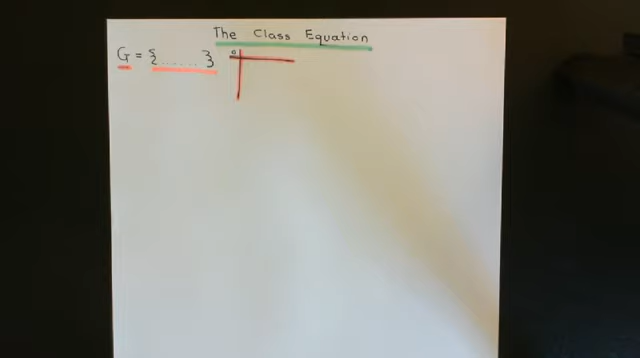 The Class Equation
G = {......} o